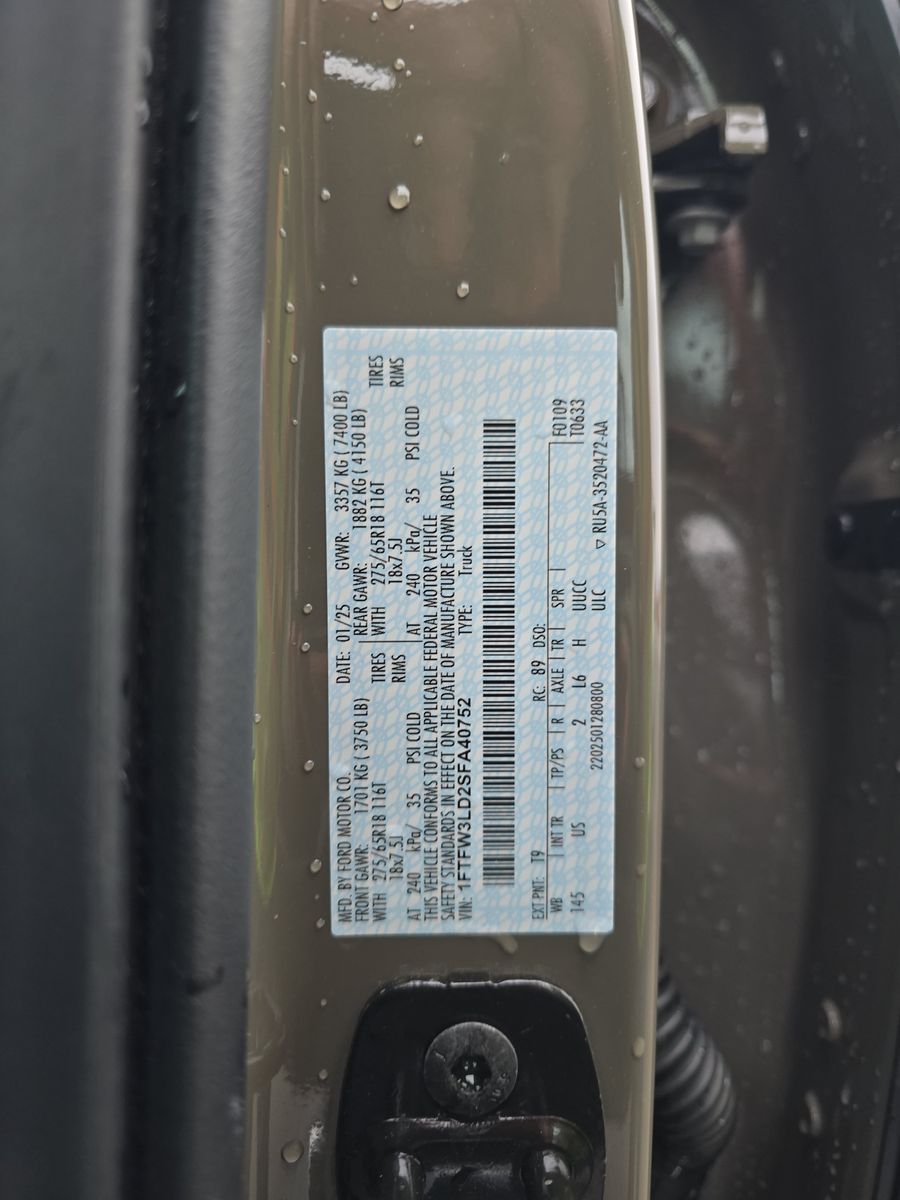 MFD. BY FORD MOTOR CO.
DATE: 01/25 GVWR: 3357 KG ( 7400 LB)
FRONT GAWR: 1701 KG ( 3750 LB) REAR GAWR: 1882 KG ( 4150 LB)
WITH 275/65R18 116T TIRES WITH 275/65R18 116T TIRES
18x7.5J RIMS 18x7.5J RIMS
AT 240 kPa/ 35 PSI COLD AT 240 kPa/ 35 PSI COLD
THIS VEHICLE CONFORMS TO ALL APPLICABLE FEDERAL MOTOR VEHICLE
SAFETY STANDARDS IN EFFECT ON THE DATE OF MANUFACTURE SHOWN ABOVE.
VIN: 1FTFW3LD2SFA40752 TYPE: Truck
EXT PNT: T9 RC: 89 DSO:
WB INT TR TP/PS R AXLE TR SPR F0109
145 US 2 L6 H UUCC T0633
ULC
2202501280800 ▽ RU5A-3520472-AA